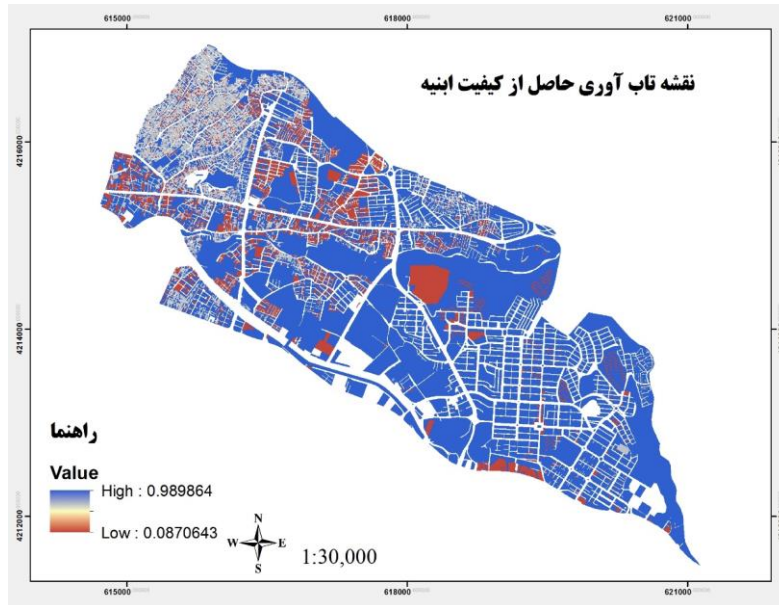 615000 618000 621000
نقشه تاب آوری حاصل از کیفیت ابنیه
4216000
4214000
راهنما
Value
High : 0.989864
Low : 0.0870643
4212000
N
W E
S
1:30,000
615000 618000 621000